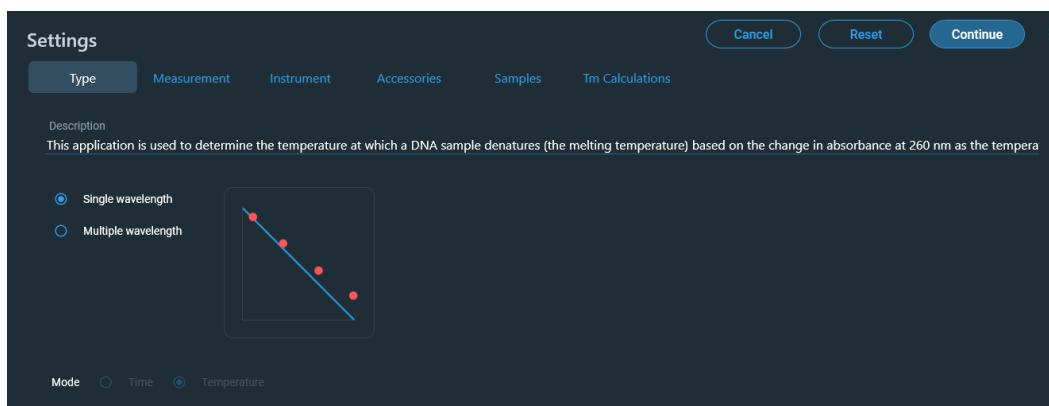 Settings
Cancel
Reset
Continue
Type
Measurement
Instrument
Accessories
Samples
Tm Calculations
Description
This application is used to determine the temperature at which a DNA sample denatures (the melting temperature) based on the change in absorbance at 260 nm as the tempera
Single wavelength
Multiple wavelength
Mode
Time
Temperature